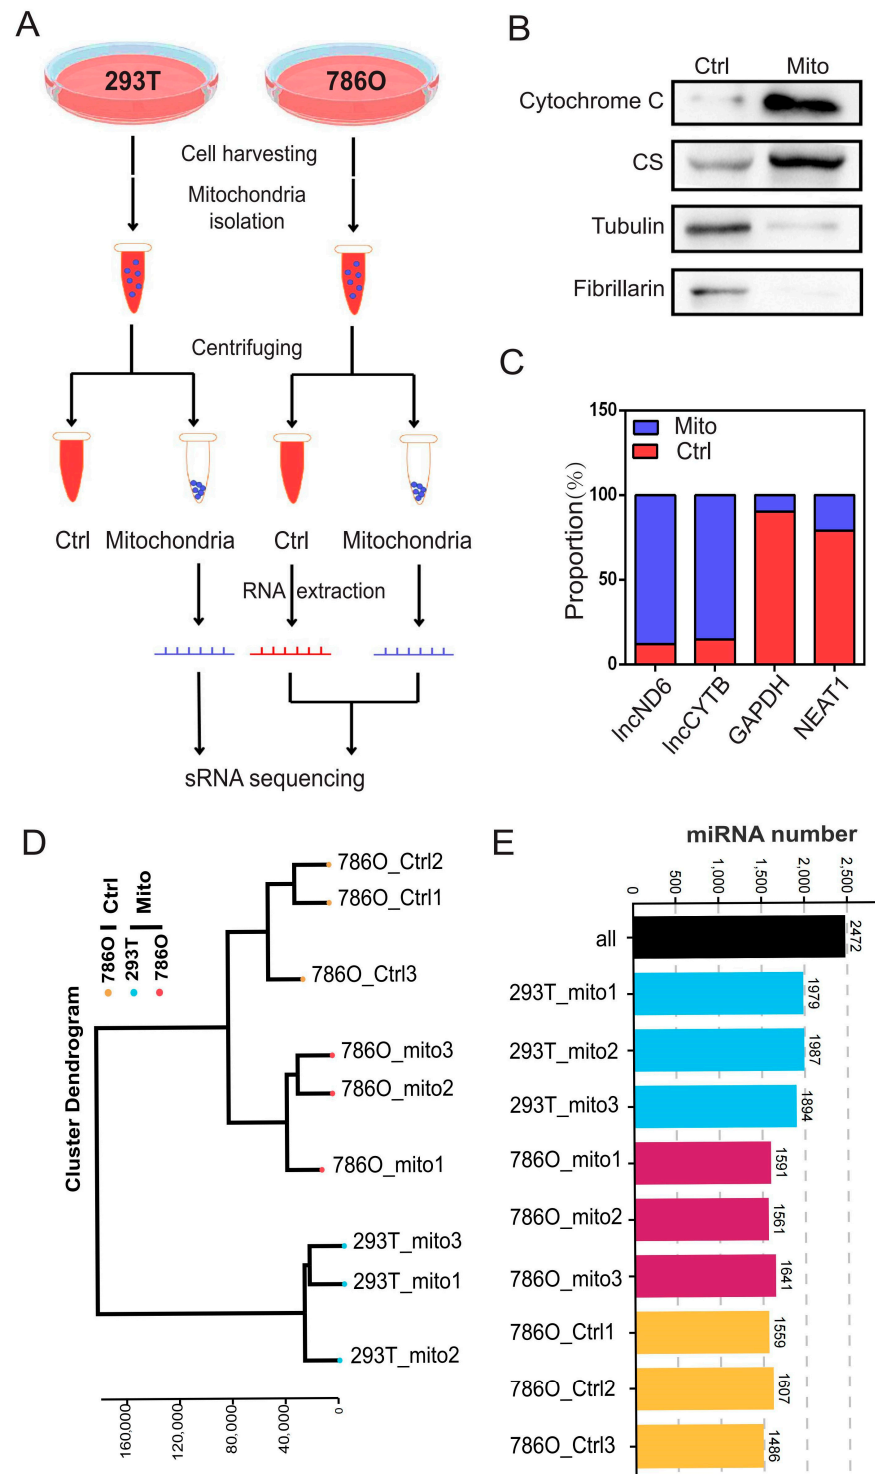 A
293T
786O
Cell harvesting
Mitochondria
isolation
Centrifuging
Ctrl Mitochondria Ctrl Mitochondria
RNA extraction
sRNA sequencing
B
Ctrl Mito
Cytochrome C
CS
Tubulin
Fibrillarin
C
150
100
50
0
Proportion(%)
Mito
Ctrl
lncND6
lncCYTB
GAPDH
NEAT1
D
Cluster Dendrogram
786O Ctrl
293T Mito
786O
786O_Ctrl2
786O_Ctrl1
786O_Ctrl3
786O_mito3
786O_mito2
786O_mito1
293T_mito3
293T_mito1
293T_mito2
160,000
120,000
80,000
40,000
0
E
miRNA number
0
500
1,000
1,500
2,000
2,500
all 2472
293T_mito1 1979
293T_mito2 1987
293T_mito3 1894
786O_mito1 1591
786O_mito2 1561
786O_mito3 1641
786O_Ctrl1 1559
786O_Ctrl2 1607
786O_Ctrl3 1486